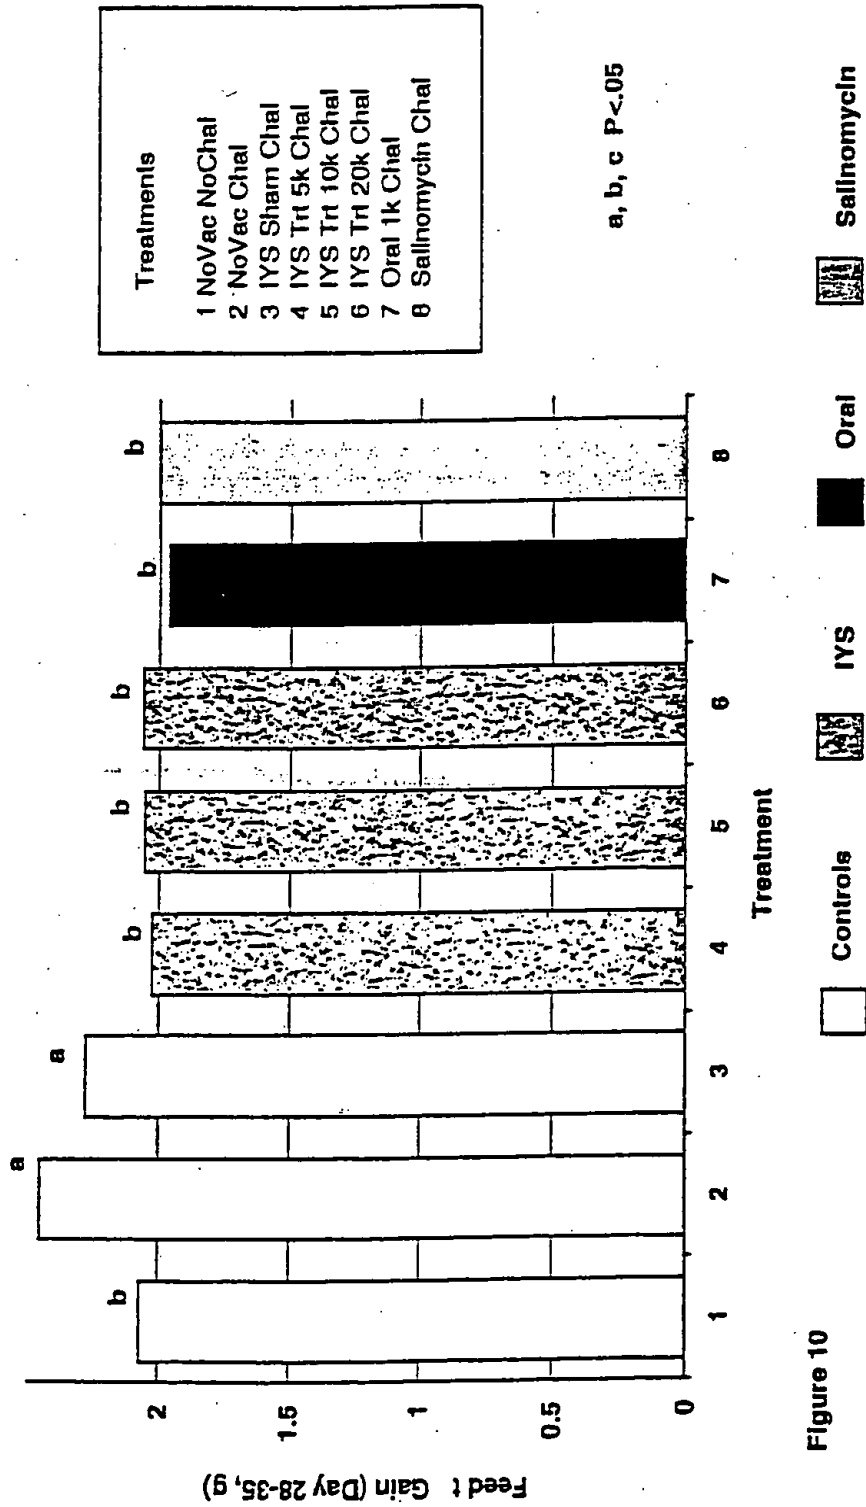 Treatments
1 NoVac NoChal
2 NoVac Chal
3 IYS Sham Chal
4 IYS Trt 5k Chal
5 IYS Trt 10k Chal
6 IYS Trt 20k Chal
7 Oral 1k Chal
8 Salinomycin Chal
a, b, c P<.05
Feed t Gain (Day 28-35, g)
2
1.5
1
0.5
0
b
a
a
b
b
b
b
b
1
2
3
4
5
6
7
8
Treatment
Controls
IYS
Oral
Salinomycin
Figure 10